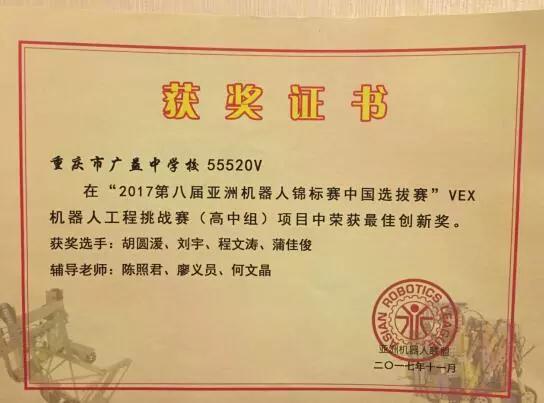 获奖证书
重庆市广益中学校 55520V
在“2017第八届亚洲机器人锦标赛中国选拔赛”VEX
机器人工程挑战赛（高中组）项目中荣获最佳创新奖。
获奖选手：胡圆湲、刘宇、程文涛、蒲佳俊
辅导老师：陈照君、廖义员、何文晶
ASIAN ROBOTICS LEAGUE
亚洲机器人联盟
二〇一七年十一月